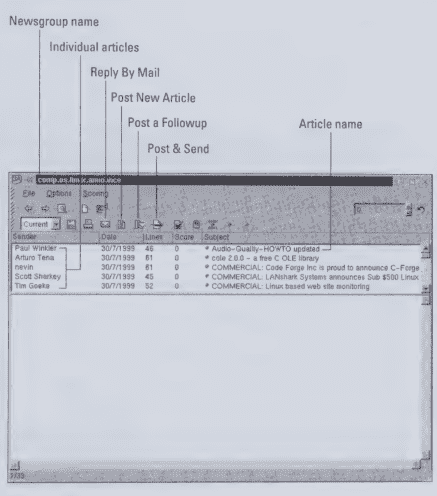 Newsgroup name
Individual articles
Reply By Mail
Post New Article
Post a Followup
Article name
Post & Send
comp.os.linux.announce
File Options Scoring
Current
Sender Date Lines Score Subject
Paul Winkler 30/7/1999 46 0 * Audio-Quality-HOWTO updated
Arturo Tena 30/7/1999 61 0 * cole 2.0.0 - a free C OLE library
nevin 30/7/1999 61 0 * COMMERCIAL: Code Forge Inc is proud to announce C-Forge
Scott Sharkey 30/7/1999 45 0 * COMMERCIAL: LANshark Systems announces Sub $500 Linux
Tim Goeke 30/7/1999 52 0 * COMMERCIAL: Linux based web site monitoring